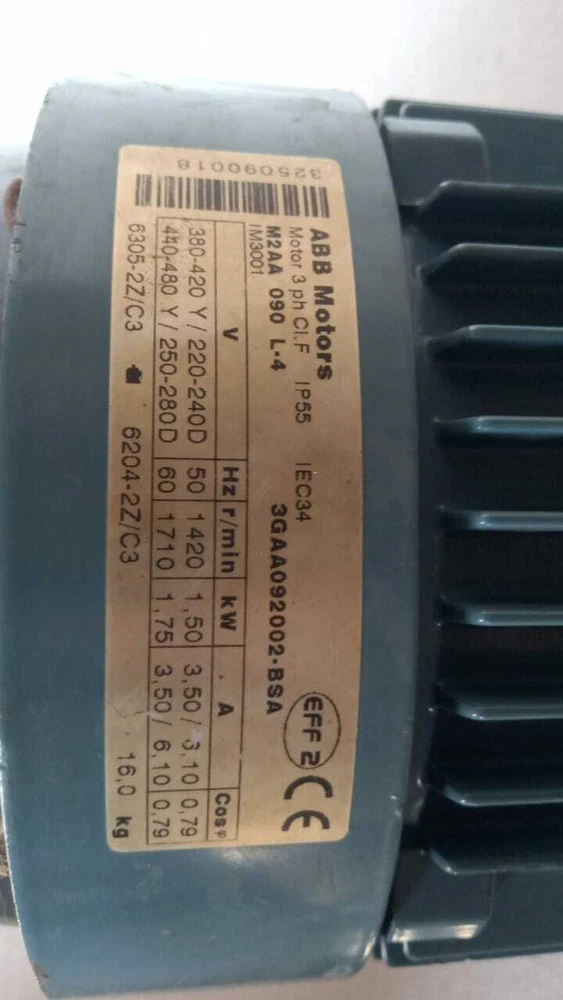 325090018
ABB Motors
Motor 3 ph Cl.F IP55 IEC34
M2AA 090 L-4 3GAA092002-BSA
IM3001
EFF 2 CE
V Hz r/min kW A Cosφ
380-420 Y/220-240D 50 1420 1,50 3,50/3,10 0,79
440-480 Y/250-280D 60 1710 1,75 3,50/6,10 0,79
6305-2Z/C3 6204-2Z/C3 16,0 kg